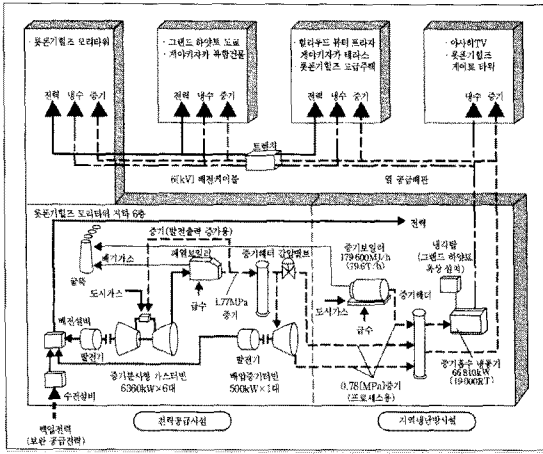 · 롯폰기힐즈 모리타워
· 그랜드 하얏트 도쿄
· 게야키자카 복합건물
· 헐리우드 뷰티 프라자
게야키자카 테라스
· 롯폰기힐즈 고급주택
· 아사히TV
· 롯폰기힐즈
게이트 타워
전력 냉수 증기
전력 냉수 증기
전력 냉수 증기
냉수 증기
트렌치
6[kV] 배전케이블
열 공급배관
롯폰기힐즈 모리타워 지하 6층
전력
증기(발전출력 증가용)
배열보일러
증기헤더
감압밸브
증기보일러
179 600MJ/h
(79.6T/h)
냉각탑
(그랜드 하얏트
옥상 설치)
굴뚝
배기가스
도시가스
급수
1.77MPa
증기
도시가스
급수
증기헤더
배전설비
발전기
발전기
증기분사형 가스터빈
6360kW×6대
배압증기터빈
500kW×1대
0.78[MPa]증기
(프로세스용)
증기흡수 냉동기
66 810kW
(19 000RT)
수전설비
전력공급시설
지역냉난방시설
(보완 공급전력)